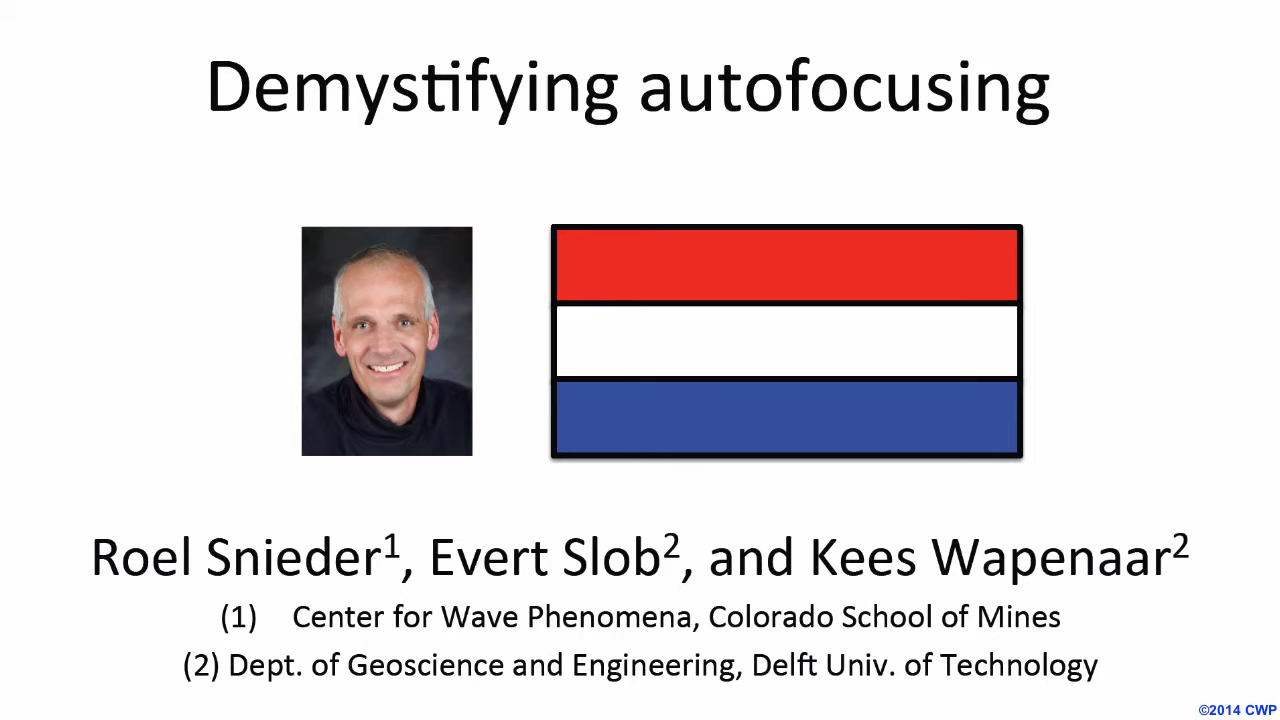 Demystifying autofocusing
Roel Snieder¹, Evert Slob², and Kees Wapenaar²
(1) Center for Wave Phenomena, Colorado School of Mines
(2) Dept. of Geoscience and Engineering, Delft Univ. of Technology
©2014 CWP